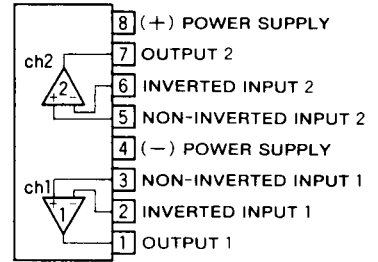 8 (+) POWER SUPPLY
7 OUTPUT 2
ch2
2
+ -
6 INVERTED INPUT 2
5 NON-INVERTED INPUT 2
4 (-) POWER SUPPLY
3 NON-INVERTED INPUT 1
ch1
+ -
1
2 INVERTED INPUT 1
1 OUTPUT 1